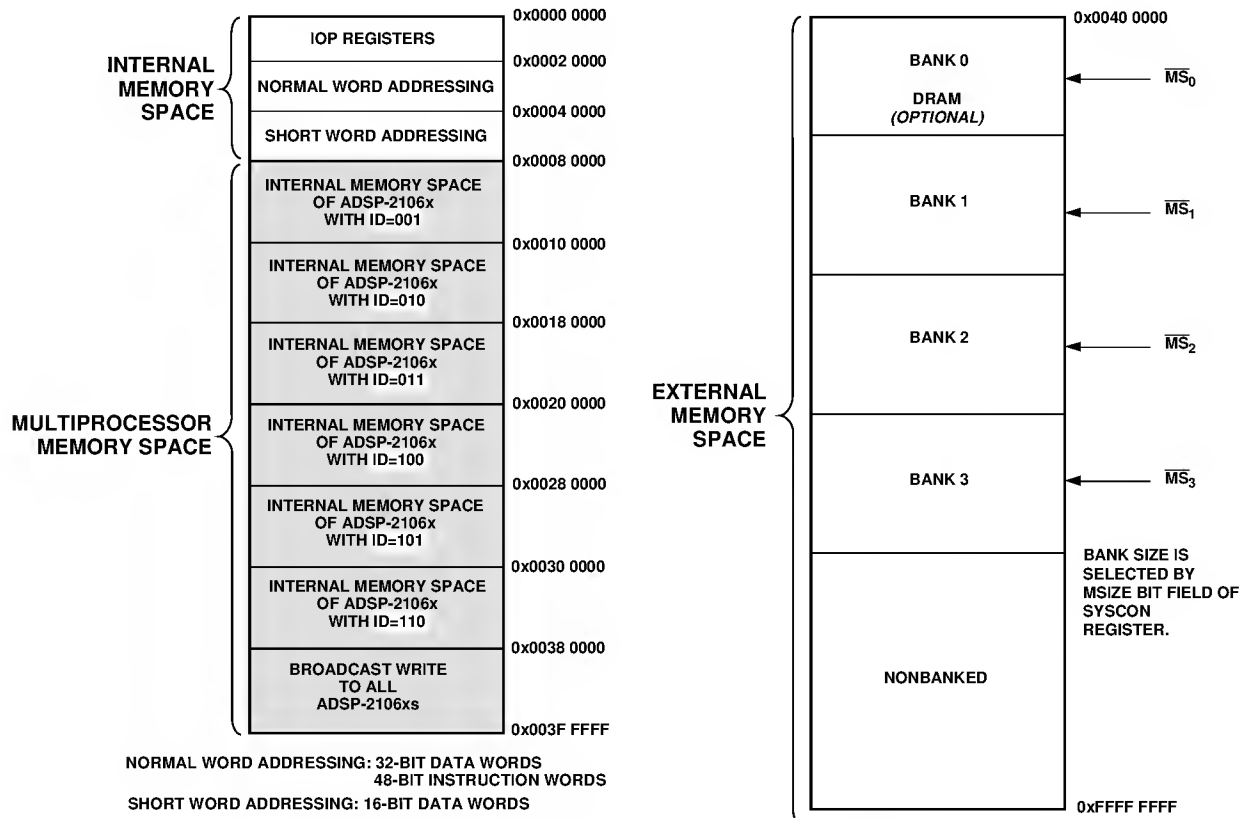 INTERNAL
MEMORY
SPACE
0x0000 0000
IOP REGISTERS
0x0002 0000
NORMAL WORD ADDRESSING
0x0004 0000
SHORT WORD ADDRESSING
0x0008 0000
MULTIPROCESSOR
MEMORY SPACE
INTERNAL MEMORY SPACE
OF ADSP-2106x
WITH ID=001
0x0010 0000
INTERNAL MEMORY SPACE
OF ADSP-2106x
WITH ID=010
0x0018 0000
INTERNAL MEMORY SPACE
OF ADSP-2106x
WITH ID=011
0x0020 0000
INTERNAL MEMORY SPACE
OF ADSP-2106x
WITH ID=100
0x0028 0000
INTERNAL MEMORY SPACE
OF ADSP-2106x
WITH ID=101
0x0030 0000
INTERNAL MEMORY SPACE
OF ADSP-2106x
WITH ID=110
0x0038 0000
BROADCAST WRITE
TO ALL
ADSP-2106xs
0x003F FFFF
NORMAL WORD ADDRESSING: 32-BIT DATA WORDS
48-BIT INSTRUCTION WORDS
SHORT WORD ADDRESSING: 16-BIT DATA WORDS
EXTERNAL
MEMORY
SPACE
0x0040 0000
BANK 0
DRAM
(OPTIONAL)
M̅S̅₀
BANK 1
M̅S̅₁
BANK 2
M̅S̅₂
BANK 3
M̅S̅₃
BANK SIZE IS
SELECTED BY
MSIZE BIT FIELD OF
SYSCON
REGISTER.
NONBANKED
0xFFFF FFFF